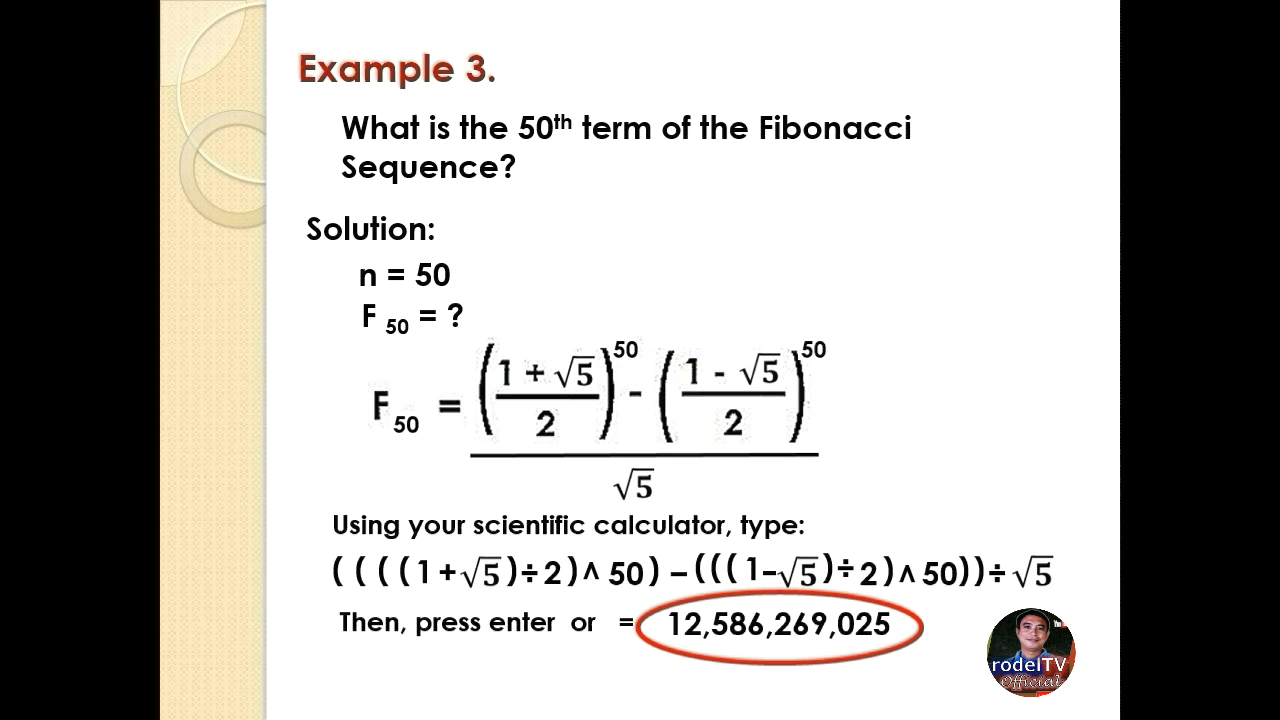 Example 3.
What is the 50th term of the Fibonacci
Sequence?
Solution:
n = 50
F 50 = ?
F 50 = ((1 + √5)/2)^50 - ((1 - √5)/2)^50
√5
Using your scientific calculator, type:
( ( ( ( 1 + √5 ) ÷ 2 ) ^ 50 ) – ( ( ( 1–√5 ) ÷ 2 ) ^ 50 ) ) ÷ √5
Then, press enter or = 12,586,269,025
rodelTV
Official